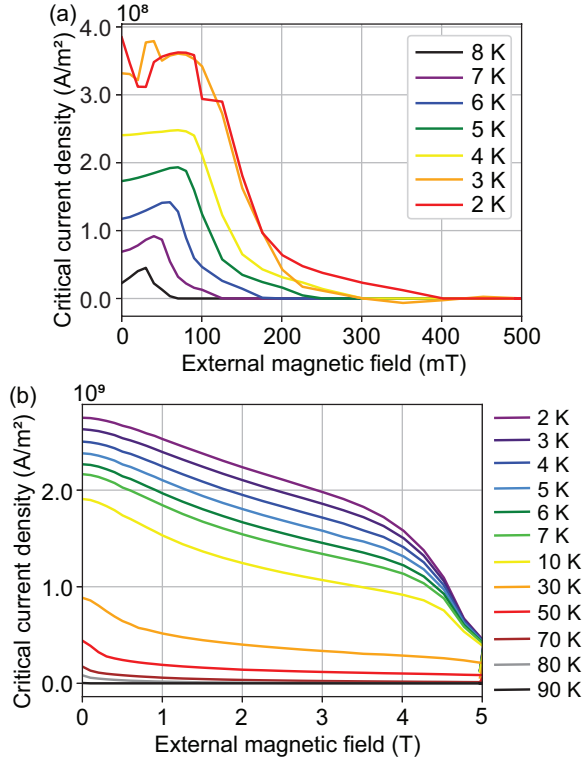 (a)
10⁸
Critical current density (A/m²)
4.0
3.0
2.0
1.0
0.0
8 K
7 K
6 K
5 K
4 K
3 K
2 K
0
100
200
300
400
500
External magnetic field (mT)
(b)
10⁹
Critical current density (A/m²)
2.0
1.0
0.0
2 K
3 K
4 K
5 K
6 K
7 K
10 K
30 K
50 K
70 K
80 K
90 K
0
1
2
3
4
5
External magnetic field (T)